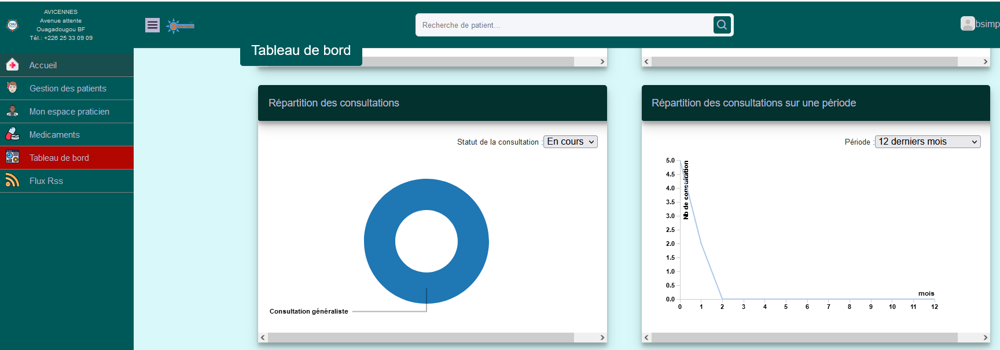 AVICENNES
Avenue attente
Ouagadougou BF
Tél.: +226 25 33 09 09
CHU
Recherche de patient...
bsimp
Accueil
Gestion des patients
Mon espace praticien
Medicaments
Tableau de bord
Flux Rss
Tableau de bord
Répartition des consultations
Statut de la consultation : En cours
Consultation généraliste
Répartition des consultations sur une période
Période : 12 derniers mois
5.0
4.5
4.0
3.5
3.0
2.5
2.0
1.5
1.0
0.5
0.0
Nb de consultation
mois
0 1 2 3 4 5 6 7 8 9 10 11 12